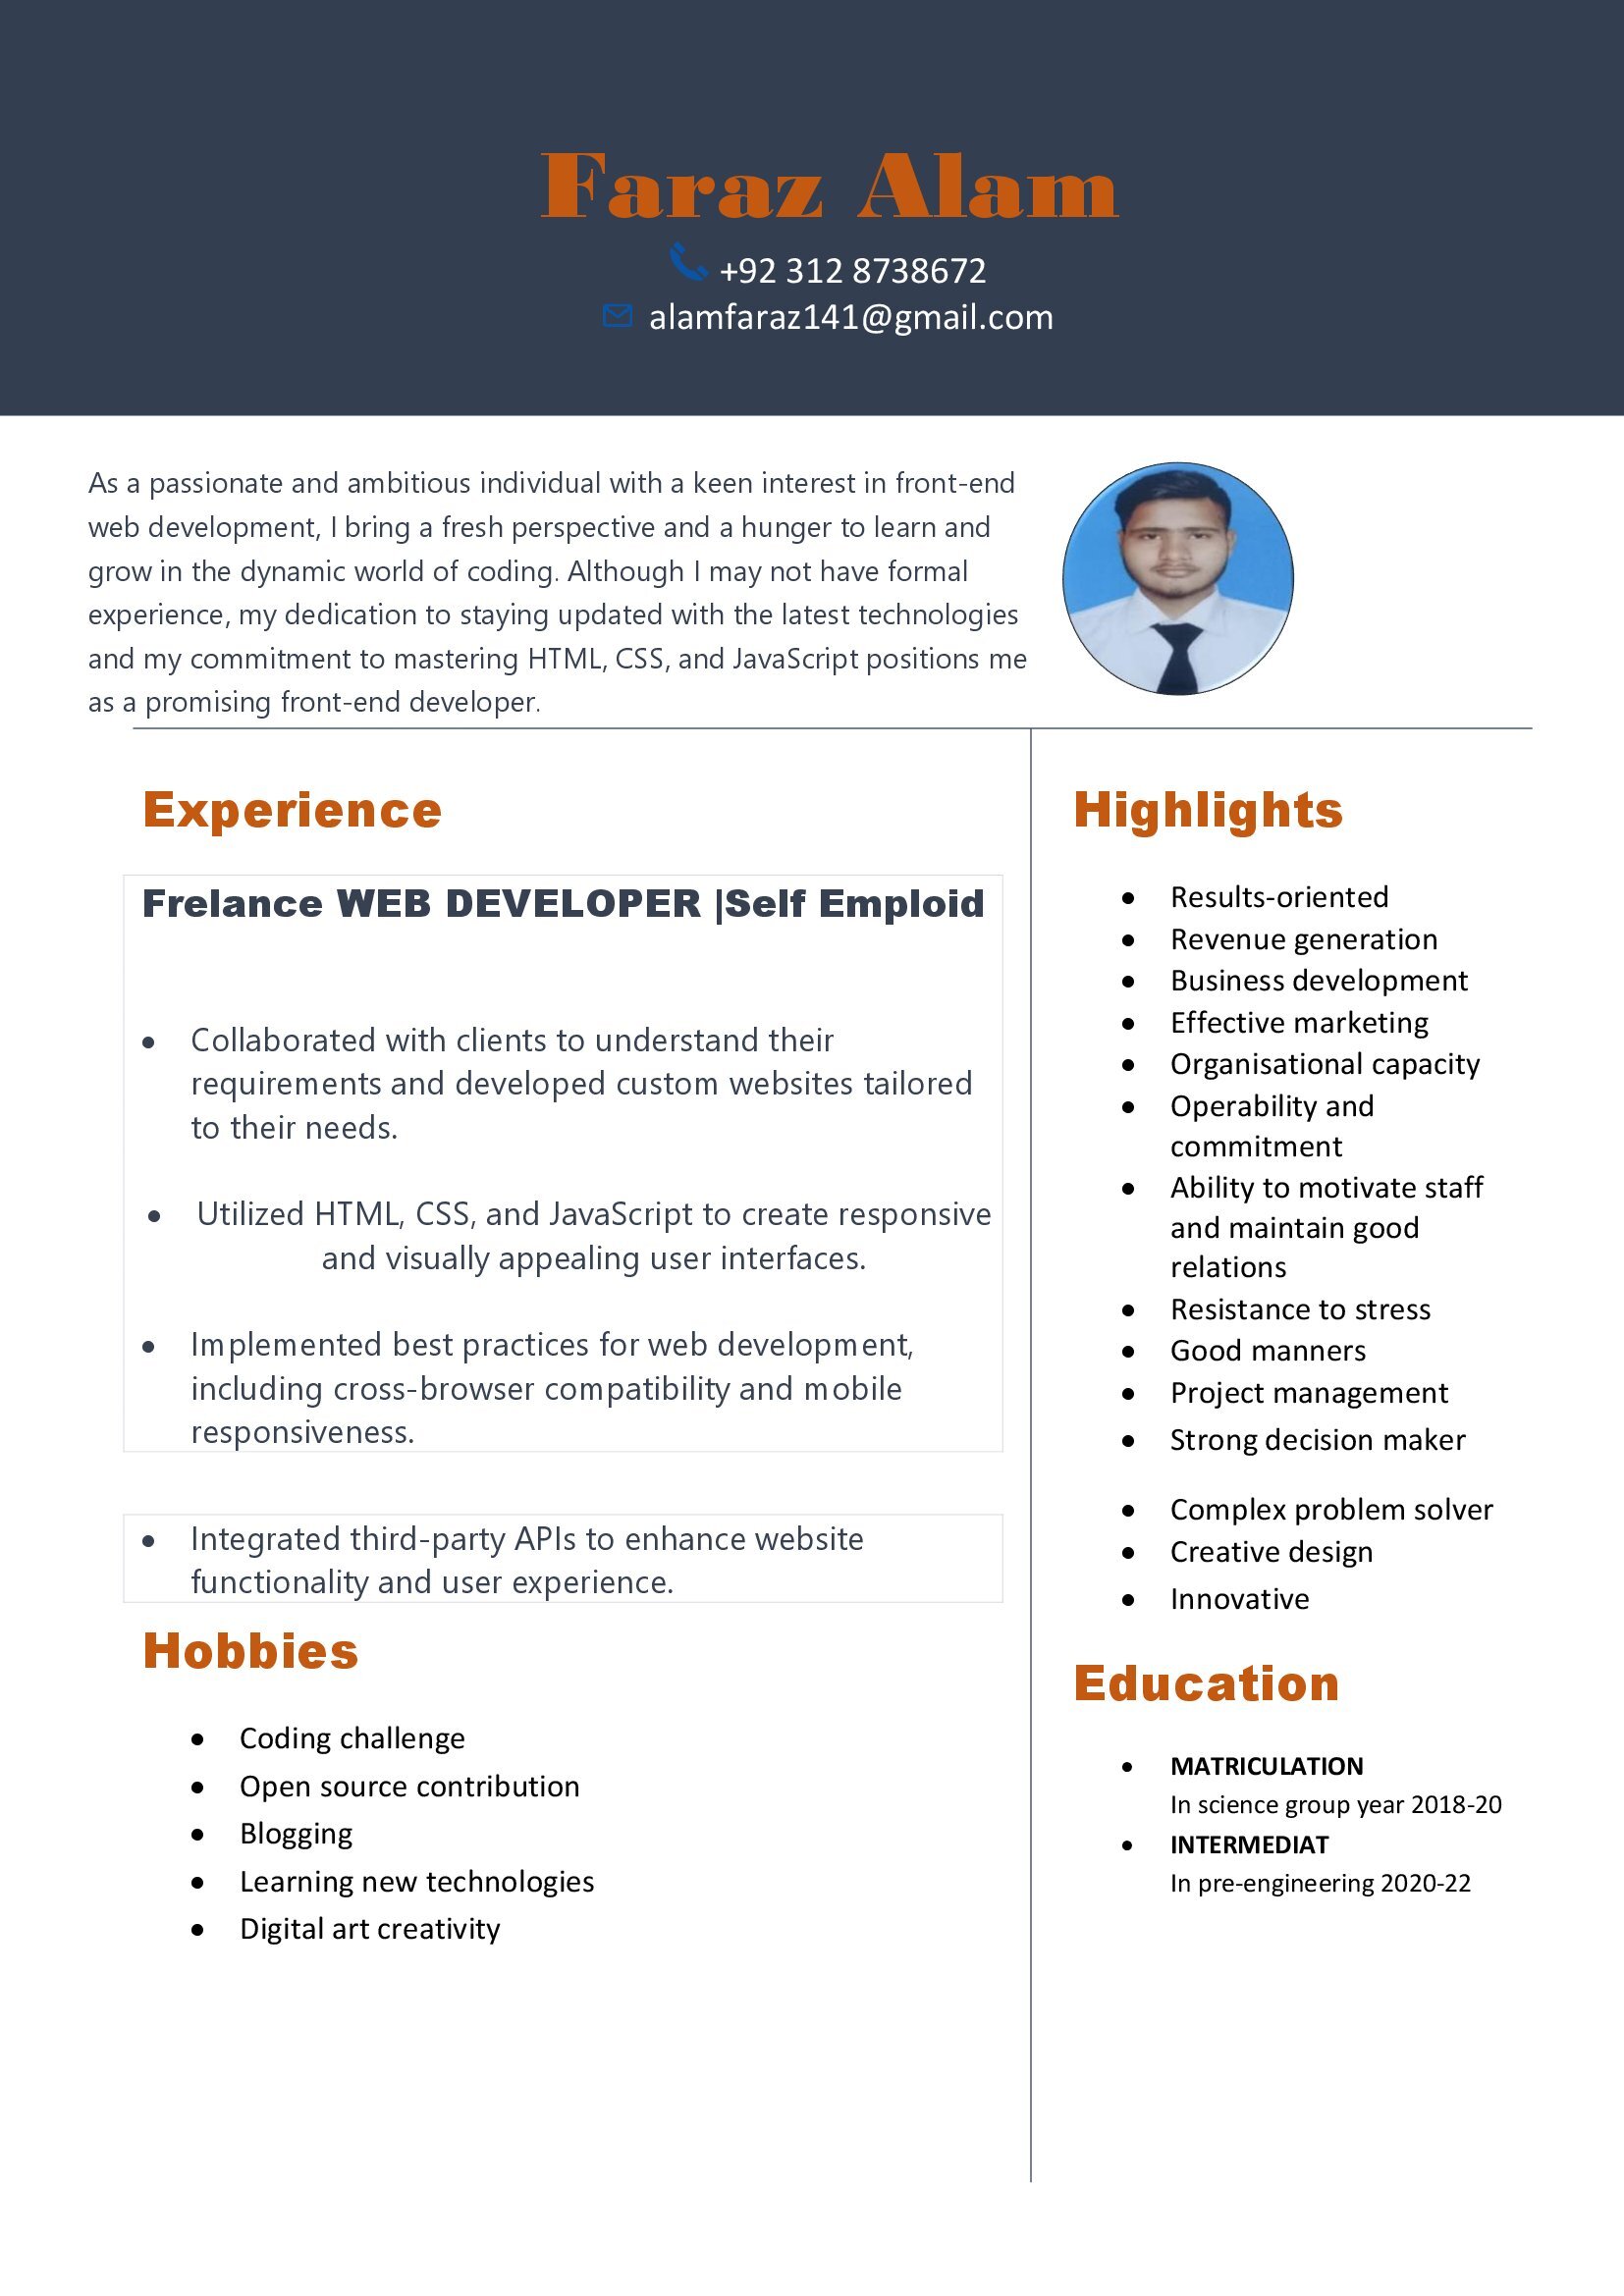 Faraz Alam
+92 312 8738672
alamfaraz141@gmail.com
As a passionate and ambitious individual with a keen interest in front-end
web development, I bring a fresh perspective and a hunger to learn and
grow in the dynamic world of coding. Although I may not have formal
experience, my dedication to staying updated with the latest technologies
and my commitment to mastering HTML, CSS, and JavaScript positions me
as a promising front-end developer.
Experience
Frelance WEB DEVELOPER |Self Emploid
• Collaborated with clients to understand their
requirements and developed custom websites tailored
to their needs.
• Utilized HTML, CSS, and JavaScript to create responsive
and visually appealing user interfaces.
• Implemented best practices for web development,
including cross-browser compatibility and mobile
responsiveness.
• Integrated third-party APIs to enhance website
functionality and user experience.
Hobbies
• Coding challenge
• Open source contribution
• Blogging
• Learning new technologies
• Digital art creativity
Highlights
• Results-oriented
• Revenue generation
• Business development
• Effective marketing
• Organisational capacity
• Operability and
commitment
• Ability to motivate staff
and maintain good
relations
• Resistance to stress
• Good manners
• Project management
• Strong decision maker
• Complex problem solver
• Creative design
• Innovative
Education
• MATRICULATION
In science group year 2018-20
• INTERMEDIAT
In pre-engineering 2020-22